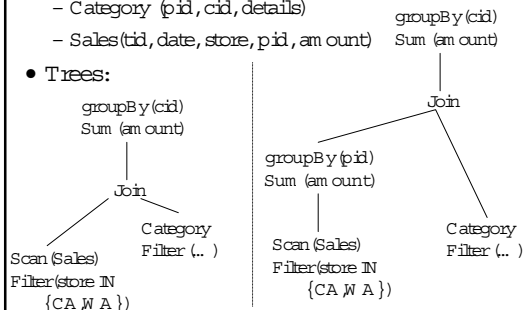 – Category (pid,cid,details)
– Sales(tid,date,store,pid,amount)
• Trees:
groupBy(cid)
Sum (amount)
Join
Scan(Sales)
Filter(store IN
{CA,WA})
Category
Filter(… )
groupBy(cid)
Sum (amount)
Join
groupBy(pid)
Sum (amount)
Scan(Sales)
Filter(store IN
{CA,WA})
Category
Filter(… )